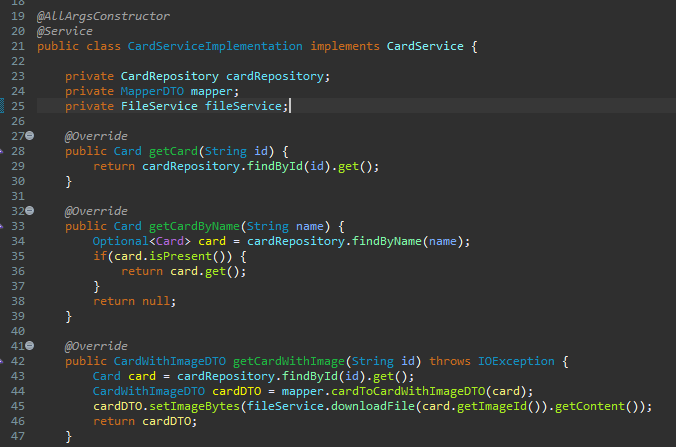 18
19 @AllArgsConstructor
20 @Service
21 public class CardServiceImplementation implements CardService {
22
23     private CardRepository cardRepository;
24     private MapperDTO mapper;
25     private FileService fileService;
26
27     @Override
28     public Card getCard(String id) {
29         return cardRepository.findById(id).get();
30     }
31
32     @Override
33     public Card getCardByName(String name) {
34         Optional<Card> card = cardRepository.findByName(name);
35         if(card.isPresent()) {
36             return card.get();
37         }
38         return null;
39     }
40
41     @Override
42     public CardWithImageDTO getCardWithImage(String id) throws IOException {
43         Card card = cardRepository.findById(id).get();
44         CardWithImageDTO cardDTO = mapper.cardToCardWithImageDTO(card);
45         cardDTO.setImageBytes(fileService.downloadFile(card.getImageId()).getContent());
46         return cardDTO;
47     }